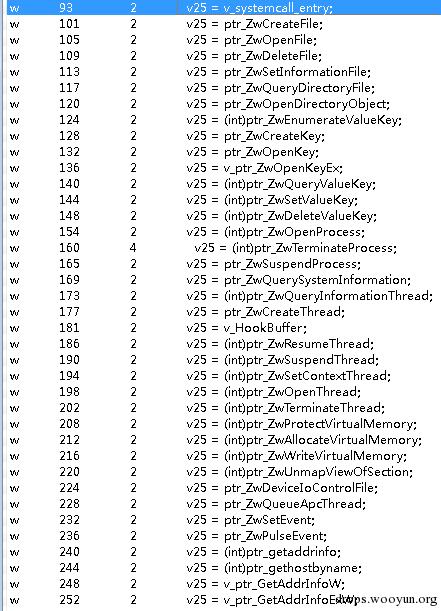 w 93 2 v25 = v_systemcall_entry;
w 101 2 v25 = ptr_ZwCreateFile;
w 105 2 v25 = ptr_ZwOpenFile;
w 109 2 v25 = ptr_ZwDeleteFile;
w 113 2 v25 = ptr_ZwSetInformationFile;
w 117 2 v25 = ptr_ZwQueryDirectoryFile;
w 120 2 v25 = ptr_ZwOpenDirectoryObject;
w 124 2 v25 = (int)ptr_ZwEnumerateValueKey;
w 128 2 v25 = ptr_ZwCreateKey;
w 132 2 v25 = ptr_ZwOpenKey;
w 136 2 v25 = v_ptr_ZwOpenKeyEx;
w 140 2 v25 = (int)ptr_ZwQueryValueKey;
w 144 2 v25 = (int)ptr_ZwSetValueKey;
w 148 2 v25 = (int)ptr_ZwDeleteValueKey;
w 154 2 v25 = (int)ptr_ZwOpenProcess;
w 160 4 v25 = (int)ptr_ZwTerminateProcess;
w 165 2 v25 = ptr_ZwSuspendProcess;
w 169 2 v25 = ptr_ZwQuerySystemInformation;
w 173 2 v25 = (int)ptr_ZwQueryInformationThread;
w 177 2 v25 = ptr_ZwCreateThread;
w 181 2 v25 = v_HookBuffer;
w 186 2 v25 = (int)ptr_ZwResumeThread;
w 190 2 v25 = (int)ptr_ZwSuspendThread;
w 194 2 v25 = (int)ptr_ZwSetContextThread;
w 198 2 v25 = (int)ptr_ZwOpenThread;
w 202 2 v25 = (int)ptr_ZwTerminateThread;
w 208 2 v25 = (int)ptr_ZwProtectVirtualMemory;
w 212 2 v25 = (int)ptr_ZwAllocateVirtualMemory;
w 216 2 v25 = (int)ptr_ZwWriteVirtualMemory;
w 220 2 v25 = (int)ptr_ZwUnmapViewOfSection;
w 224 2 v25 = ptr_ZwDeviceIoControlFile;
w 228 2 v25 = ptr_ZwQueueApcThread;
w 232 2 v25 = ptr_ZwSetEvent;
w 236 2 v25 = ptr_ZwPulseEvent;
w 240 2 v25 = (int)ptr_getaddrinfo;
w 244 2 v25 = (int)ptr_gethostbyname;
w 248 2 v25 = v_ptr_GetAddrInfoW;
w 252 2 v25 =